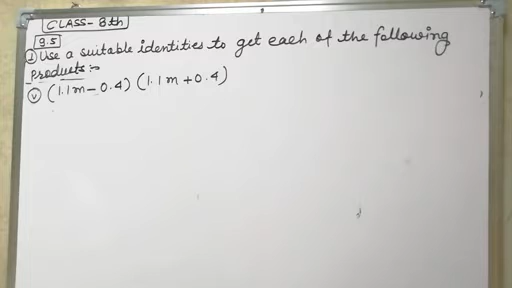 CLASS-8th
9.5
① Use a suitable identities to get each of the following
Products:-
ⓥ (1.1m-0.4) (1.1m+0.4)